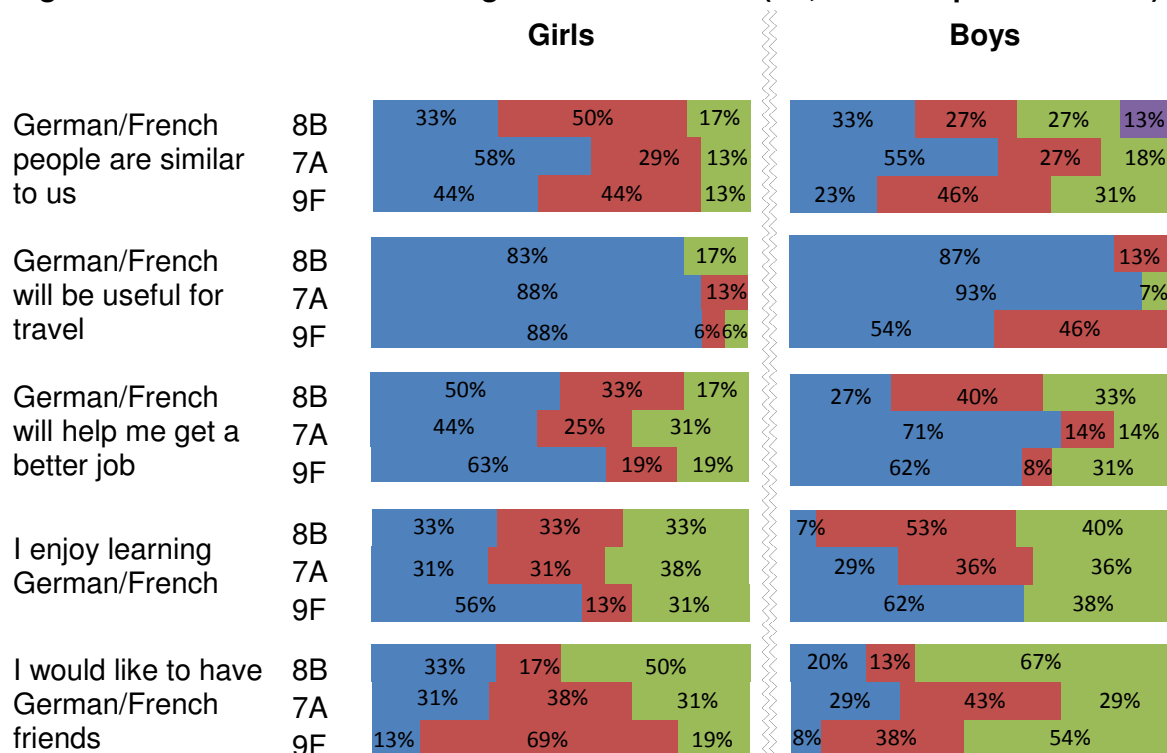 Girls Boys
German/French 8B 33% 50% 17% 33% 27% 27% 13%
people are similar 7A 58% 29% 13% 55% 27% 18%
to us 9F 44% 44% 13% 23% 46% 31%
German/French 8B 83% 17% 87% 13%
will be useful for 7A 88% 13% 93% 7%
travel 9F 88% 6% 6% 54% 46%
German/French 8B 50% 33% 17% 27% 40% 33%
will help me get a 7A 44% 25% 31% 71% 14% 14%
better job 9F 63% 19% 19% 62% 8% 31%
I enjoy learning 8B 33% 33% 33% 7% 53% 40%
German/French 7A 31% 31% 38% 29% 36% 36%
9F 56% 13% 31% 62% 38%
I would like to have 8B 33% 17% 50% 20% 13% 67%
German/French 7A 31% 38% 31% 29% 43% 29%
friends 9F 13% 69% 19% 8% 38% 54%